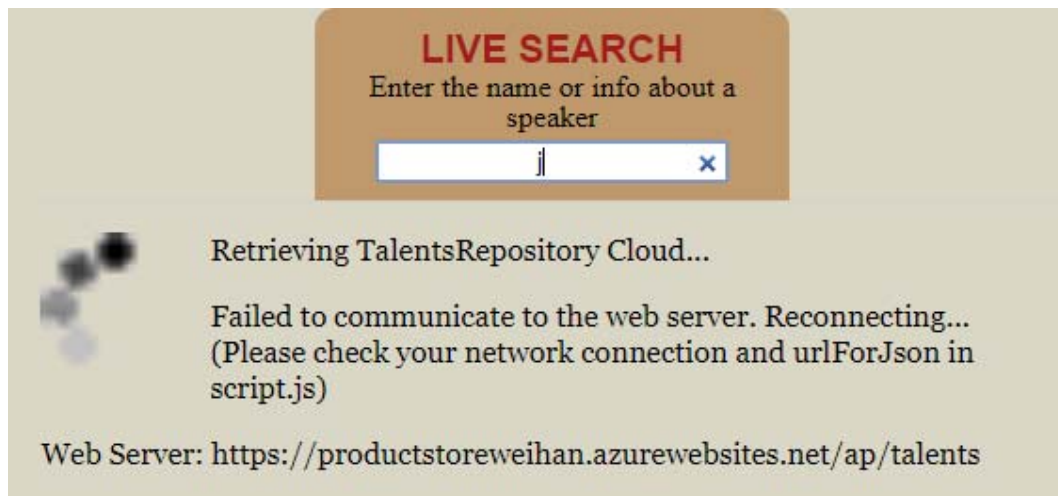 LIVE SEARCH
Enter the name or info about a
speaker
j
Retrieving TalentsRepository Cloud...
Failed to communicate to the web server. Reconnecting...
(Please check your network connection and urlForJson in
script.js)
Web Server: https://productstoreweihan.azurewebsites.net/ap/talents